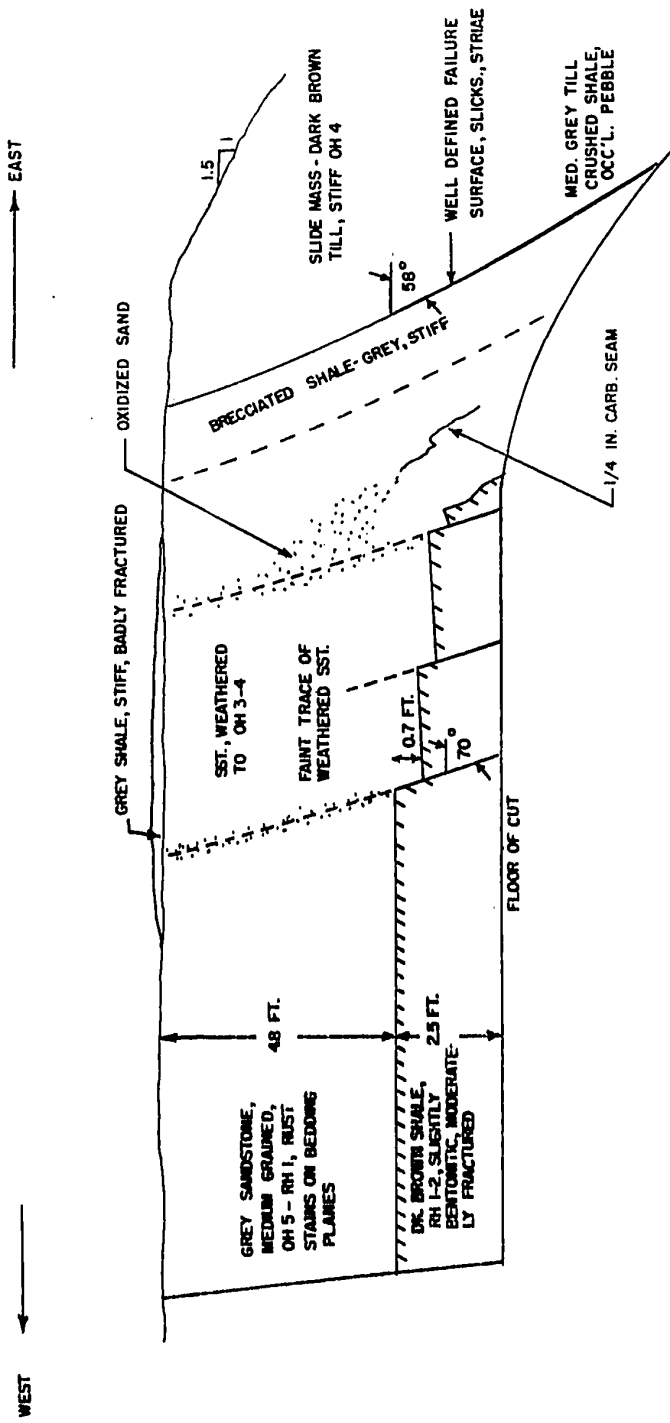 WEST
EAST
GREY SHALE, STIFF, BADLY FRACTURED
OXIDIZED SAND
1.5
1
SLIDE MASS - DARK BROWN
TILL, STIFF OH 4
58°
WELL DEFINED FAILURE
SURFACE, SLICKS., STRIAE
BRECCIATED SHALE - GREY, STIFF
MED. GREY TILL
CRUSHED SHALE,
OCC'L. PEBBLE
SST., WEATHERED
TO OH 3-4
FAINT TRACE OF
WEATHERED SST.
0.7 FT.
70°
1/4 IN. CARB. SEAM
GREY SANDSTONE,
MEDIUM GRAINED,
OH 5 - RH 1, RUST
STAINS ON BEDDING
PLANES
4.8 FT.
DK. BROWN SHALE,
RH 1-2, SLIGHTLY
BENTONITIC, MODERATE-
LY FRACTURED
2.5 FT.
FLOOR OF CUT